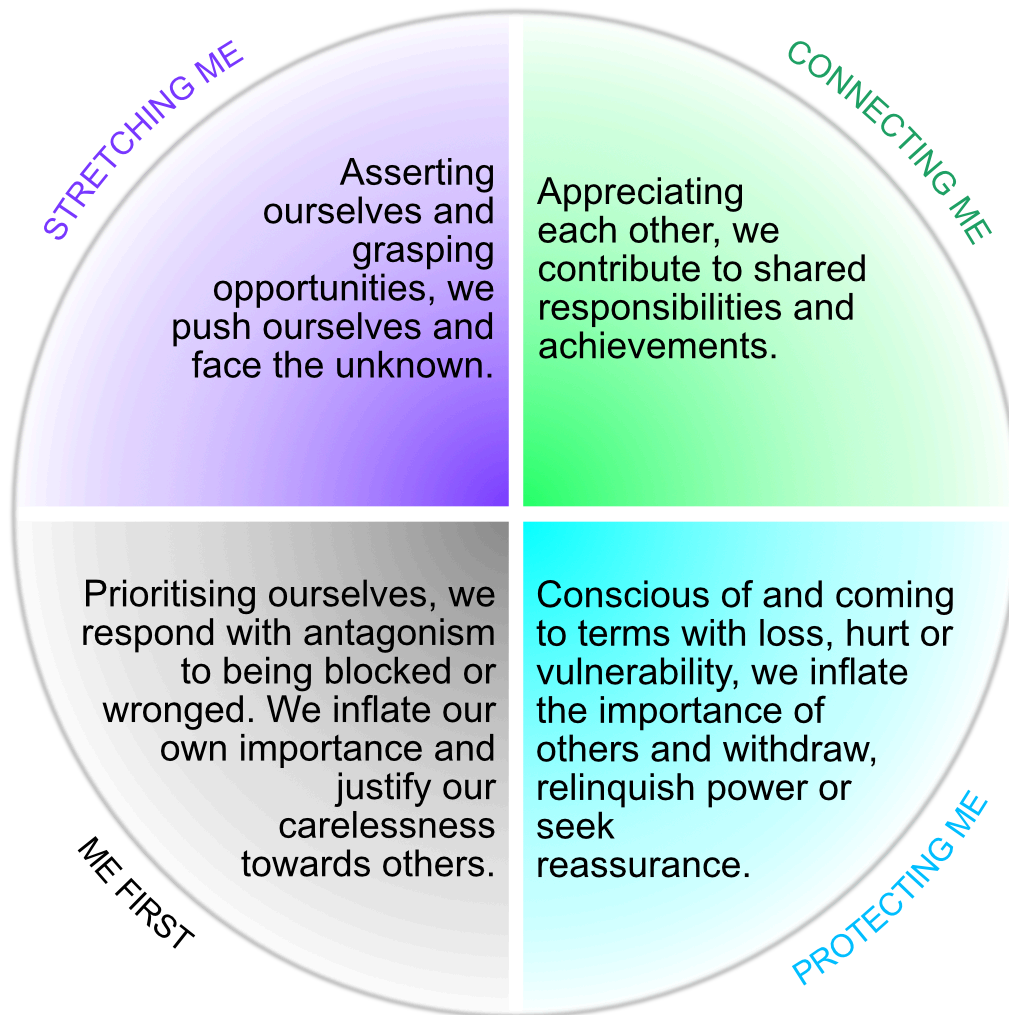 STRETCHING ME
Asserting
ourselves and
grasping
opportunities, we
push ourselves and
face the unknown.
CONNECTING ME
Appreciating
each other, we
contribute to shared
responsibilities and
achievements.
ME FIRST
Prioritising ourselves, we
respond with antagonism
to being blocked or
wronged. We inflate our
own importance and
justify our
carelessness
towards others.
PROTECTING ME
Conscious of and coming
to terms with loss, hurt or
vulnerability, we inflate
the importance of
others and withdraw,
relinquish power or
seek
reassurance.